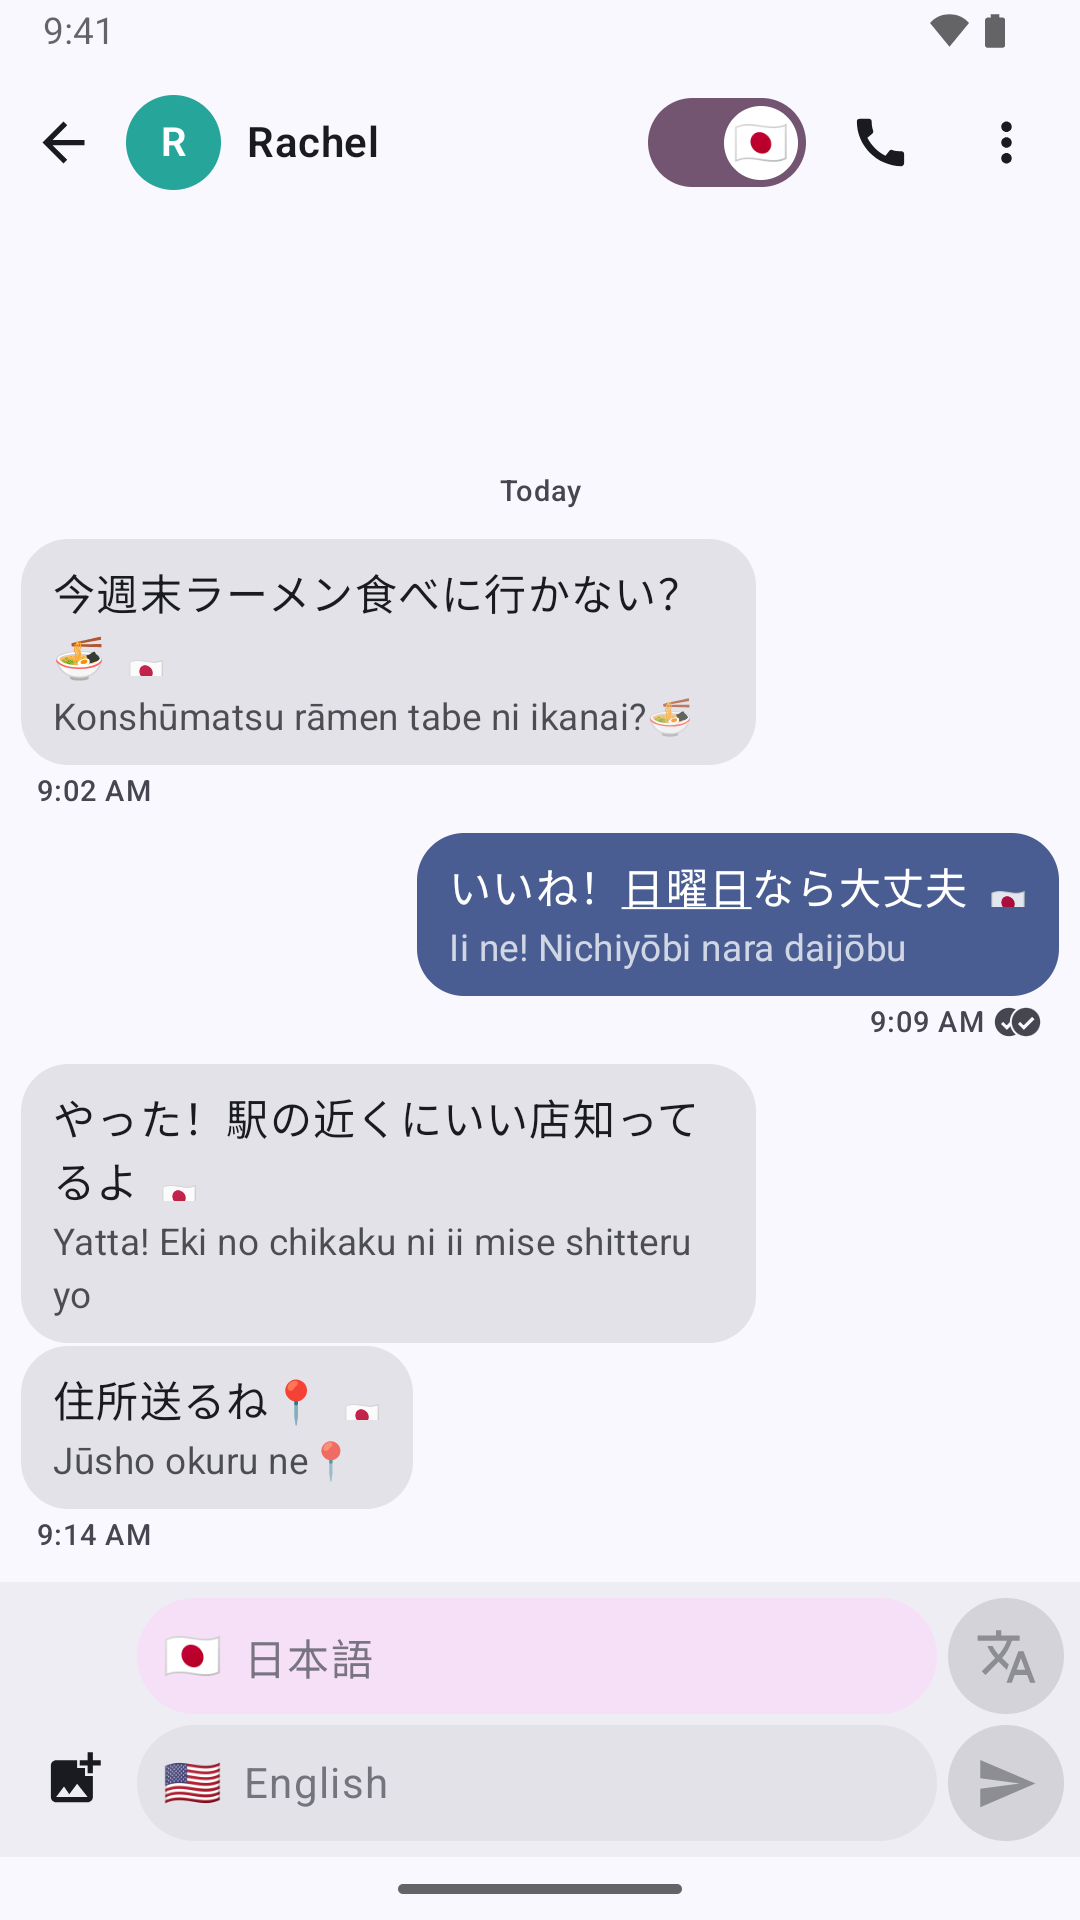 9:41
R Rachel
Today
今週末ラーメン食べに行かない?
🍜 🇯🇵
Konshūmatsu rāmen tabe ni ikanai?🍜
9:02 AM
いいね！日曜日なら大丈夫 🇯🇵
Ii ne! Nichiyōbi nara daijōbu
9:09 AM
やった！駅の近くにいい店知って
るよ 🇯🇵
Yatta! Eki no chikaku ni ii mise shitteru
yo
住所送るね📍 🇯🇵
Jūsho okuru ne📍
9:14 AM
🇯🇵 日本語
🇺🇸 English